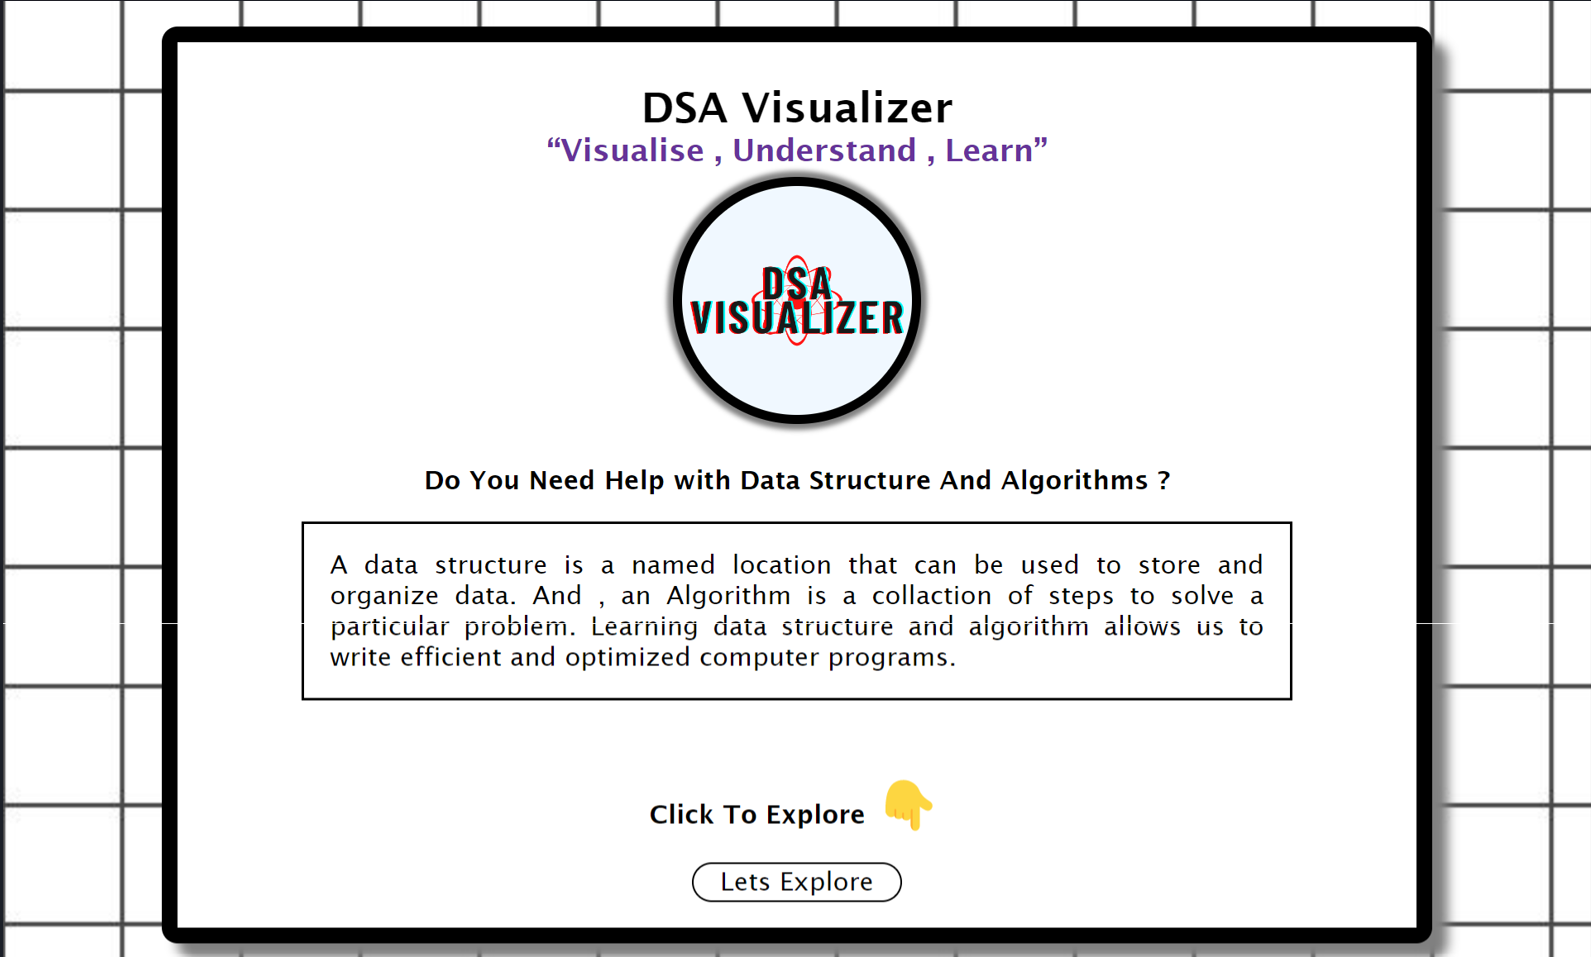 DSA Visualizer
“Visualise , Understand , Learn”
DSA
VISUALIZER
Do You Need Help with Data Structure And Algorithms ?
A data structure is a named location that can be used to store and
organize data. And , an Algorithm is a collaction of steps to solve a
particular problem. Learning data structure and algorithm allows us to
write efficient and optimized computer programs.
Click To Explore
Lets Explore